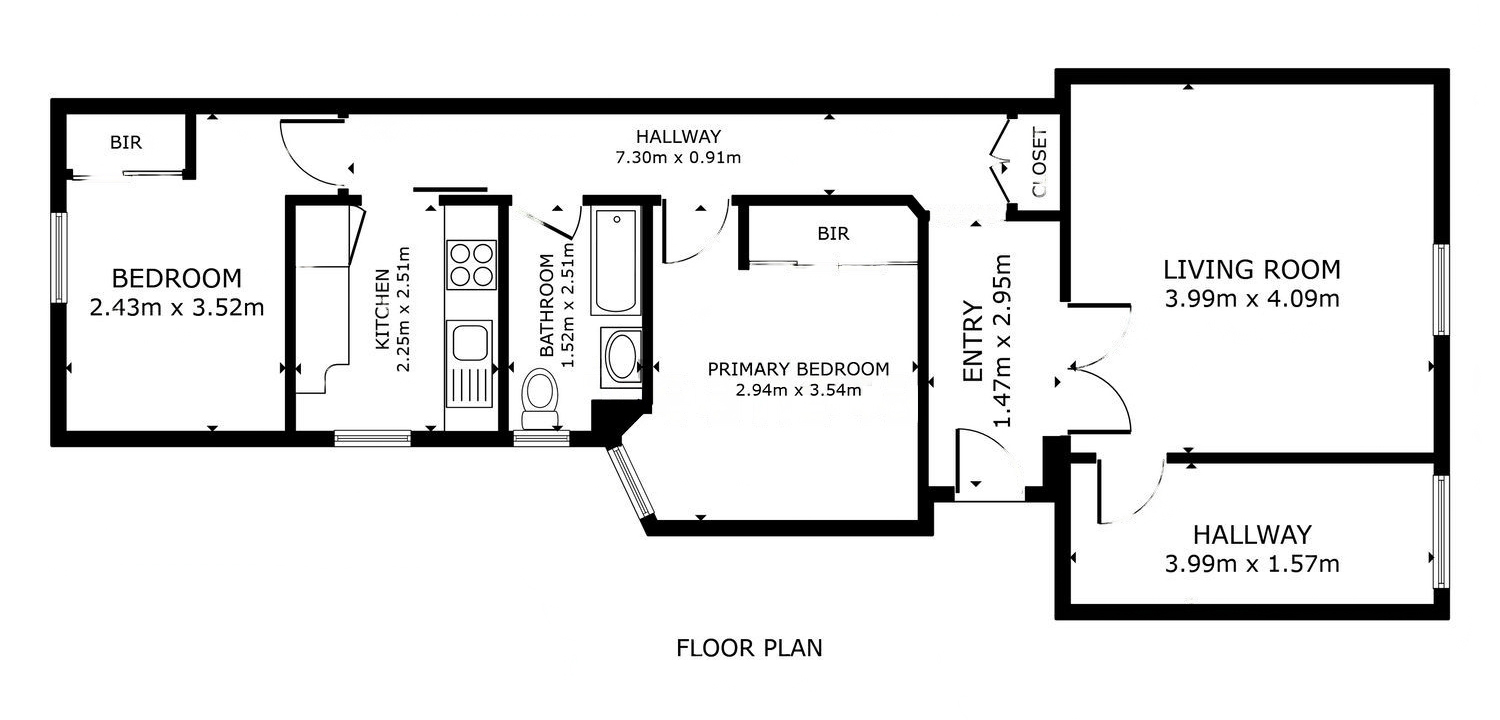 BIR
HALLWAY
7.30m x 0.91m
CLOSET
BEDROOM
2.43m x 3.52m
KITCHEN
2.25m x 2.51m
BATHROOM
1.52m x 2.51m
BIR
PRIMARY BEDROOM
2.94m x 3.54m
ENTRY
1.47m x 2.95m
LIVING ROOM
3.99m x 4.09m
HALLWAY
3.99m x 1.57m
FLOOR PLAN